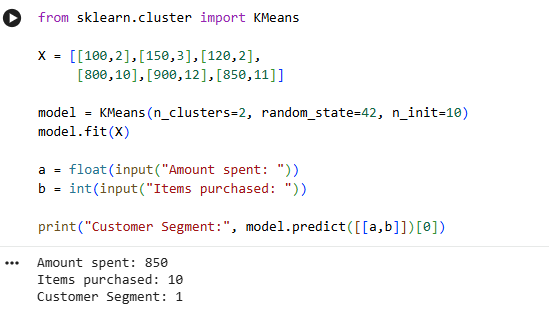 from sklearn.cluster import KMeans
X = [[100,2],[150,3],[120,2],
[800,10],[900,12],[850,11]]
model = KMeans(n_clusters=2, random_state=42, n_init=10)
model.fit(X)
a = float(input("Amount spent: "))
b = int(input("Items purchased: "))
print("Customer Segment:", model.predict([[a,b]])[0])
Amount spent: 850
Items purchased: 10
Customer Segment: 1